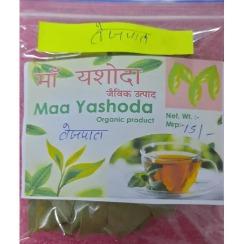 तेजपात
माँ यशोदा
जैविक उत्पाद
Maa Yashoda
Organic product
Net. Wt. :-
Mrp:- 15/-
तेजपात